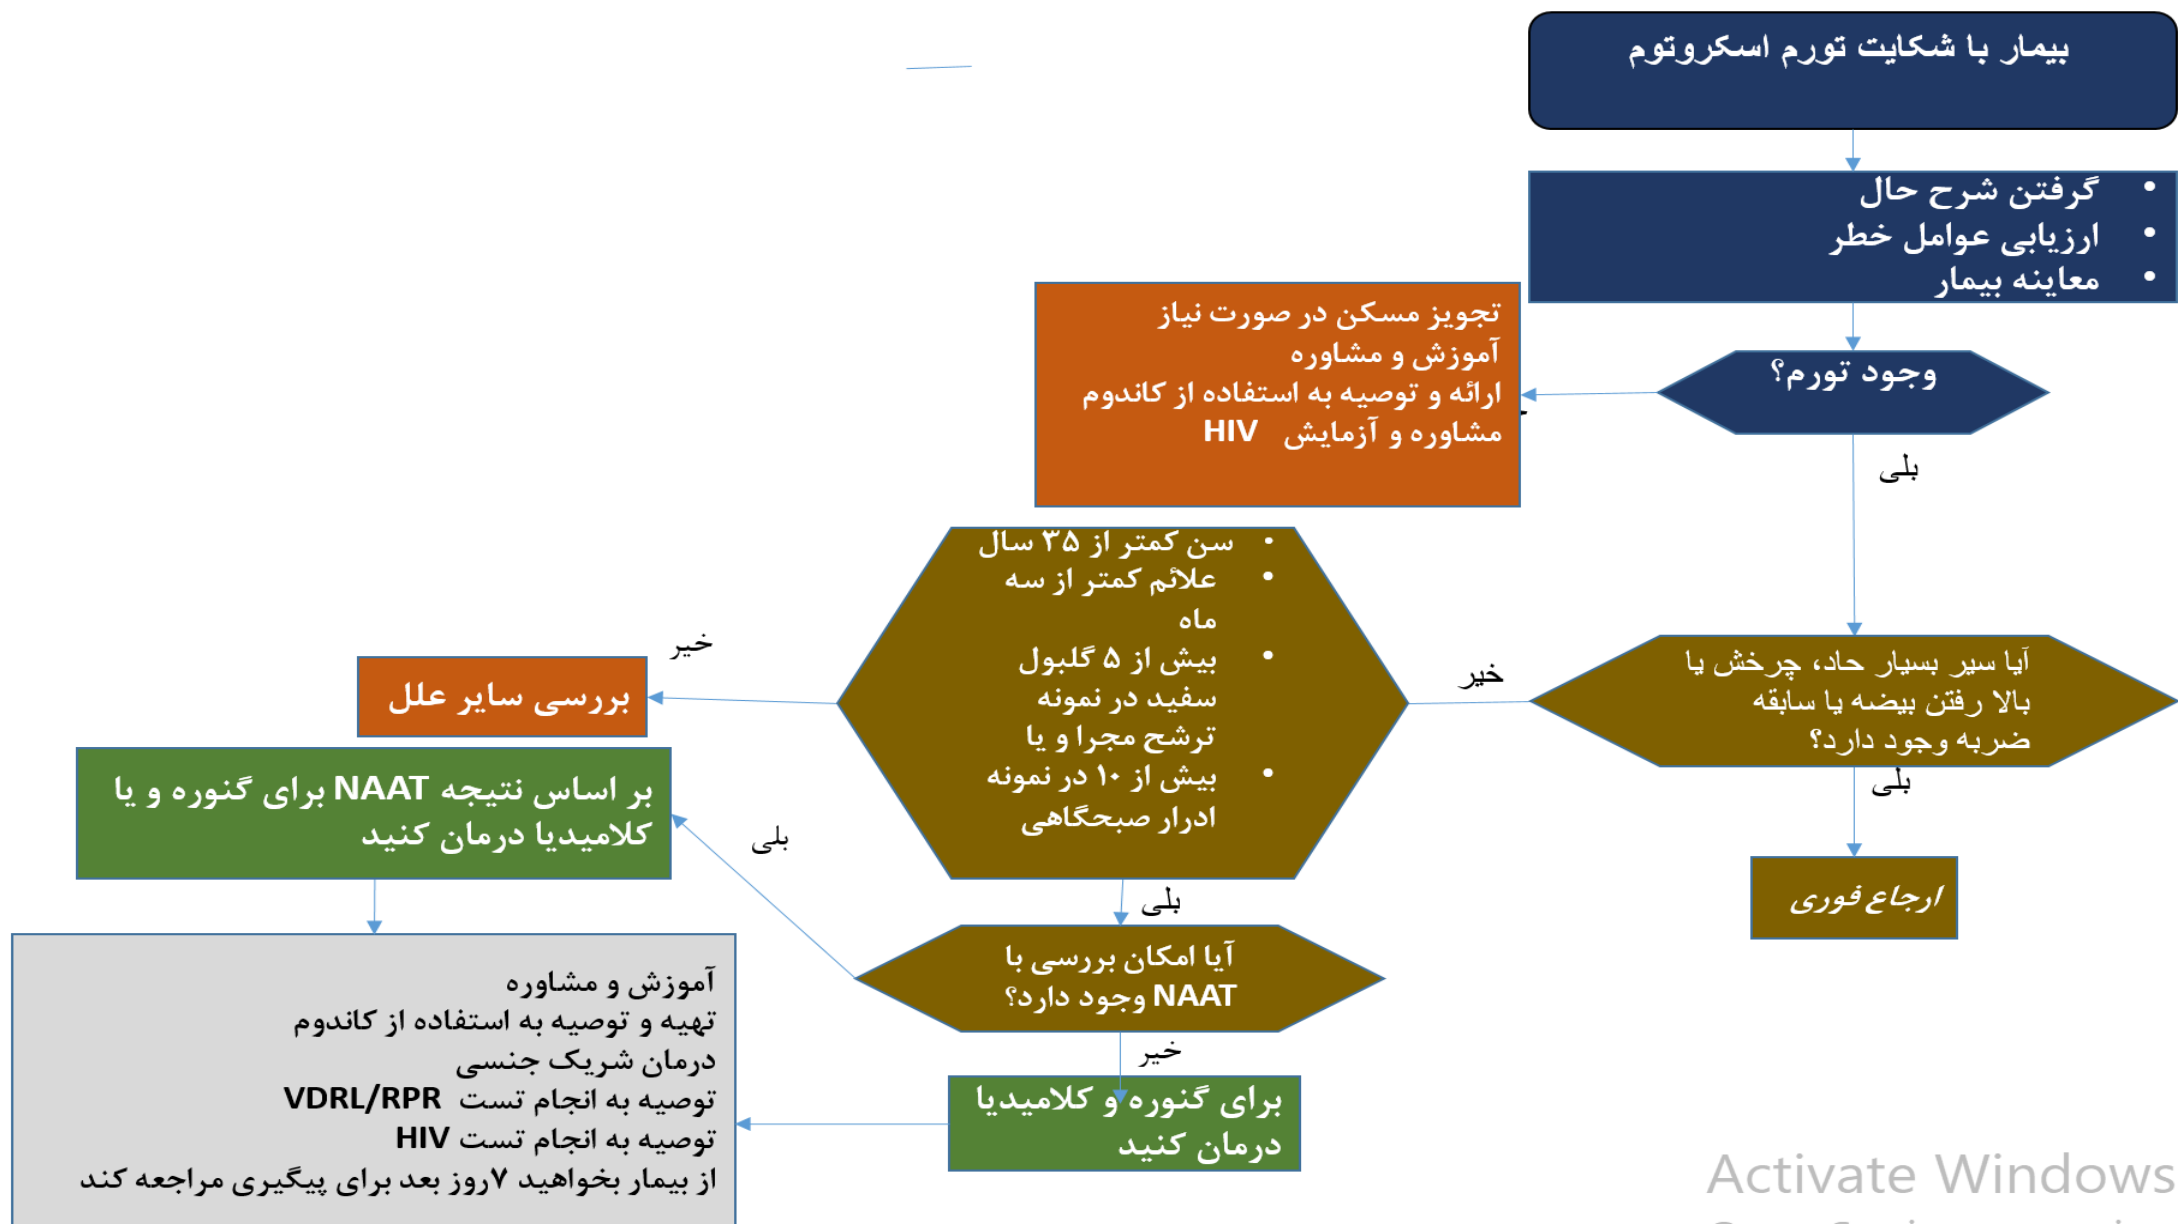 بیمار با شکایت تورم اسکروتوم
• گرفتن شرح حال
• ارزیابی عوامل خطر
• معاینه بیمار
وجود تورم؟
تجویز مسکن در صورت نیاز
آموزش و مشاوره
ارائه و توصیه به استفاده از کاندوم
مشاوره و آزمایش HIV
بلی
آیا سیر بسیار حاد، چرخش یا
بالا رفتن بیضه یا سابقه
ضربه وجود دارد؟
بلی
ارجاع فوری
خیر
• سن کمتر از ۳۵ سال
• علائم کمتر از سه
ماه
• بیش از ۵ گلبول
سفید در نمونه
ترشح مجرا و یا
• بیش از ۱۰ در نمونه
ادرار صبحگاهی
خیر
بررسی سایر علل
بلی
آیا امکان بررسی با
NAAT وجود دارد؟
بلی
بر اساس نتیجه NAAT برای گنوره و یا
کلامیدیا درمان کنید
خیر
برای گنوره و کلامیدیا
درمان کنید
آموزش و مشاوره
تهیه و توصیه به استفاده از کاندوم
درمان شریک جنسی
توصیه به انجام تست VDRL/RPR
توصیه به انجام تست HIV
از بیمار بخواهید ۷روز بعد برای پیگیری مراجعه کند
Activate Windows